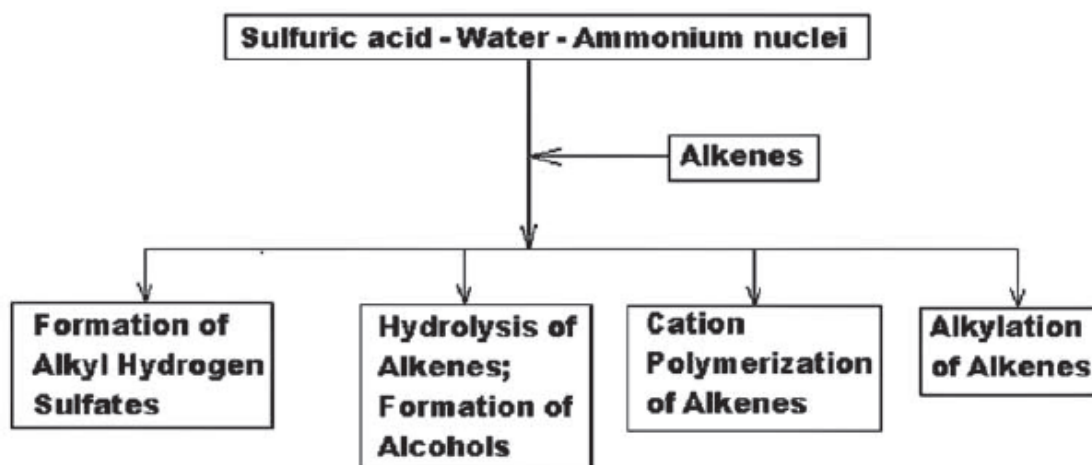 Sulfuric acid - Water - Ammonium nuclei
Alkenes
Formation of
Alkyl Hydrogen
Sulfates
Hydrolysis of
Alkenes;
Formation of
Alcohols
Cation
Polymerization
of Alkenes
Alkylation
of Alkenes